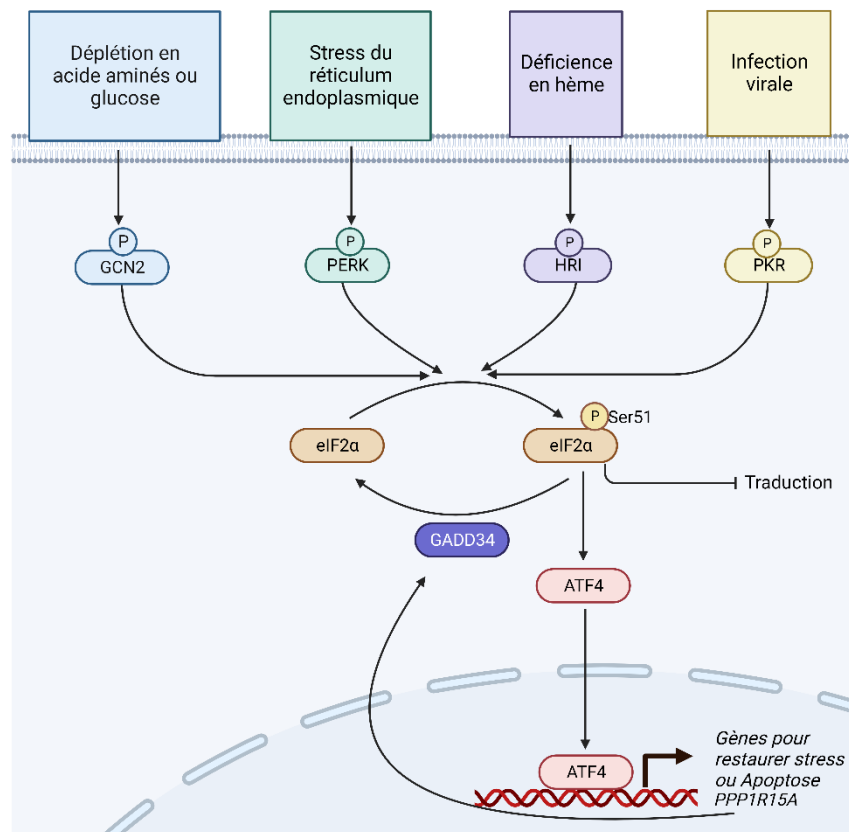 Déplétion en
acide aminés ou
glucose
Stress du
réticulum
endoplasmique
Déficience
en hème
Infection
virale
P
GCN2
P
PERK
P
HRI
P
PKR
eIF2α
P
Ser51
eIF2α
Traduction
GADD34
ATF4
ATF4
Gènes pour
restaurer stress
ou Apoptose
PPP1R15A